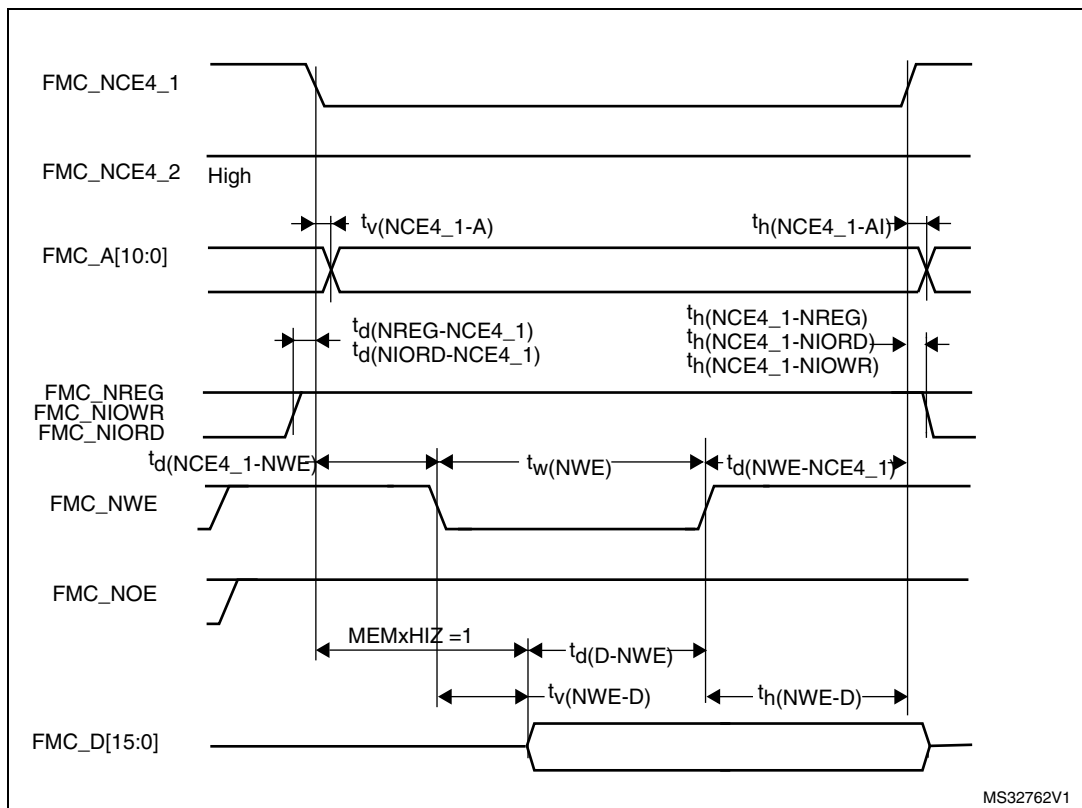 FMC_NCE4_1
FMC_NCE4_2 High
tv(NCE4_1-A) th(NCE4_1-AI)
FMC_A[10:0]
td(NREG-NCE4_1) th(NCE4_1-NREG)
td(NIORD-NCE4_1) th(NCE4_1-NIORD)
th(NCE4_1-NIOWR)
FMC_NREG
FMC_NIOWR
FMC_NIORD
td(NCE4_1-NWE) tw(NWE) td(NWE-NCE4_1)
FMC_NWE
FMC_NOE
MEMxHIZ =1
td(D-NWE)
tv(NWE-D) th(NWE-D)
FMC_D[15:0]
MS32762V1